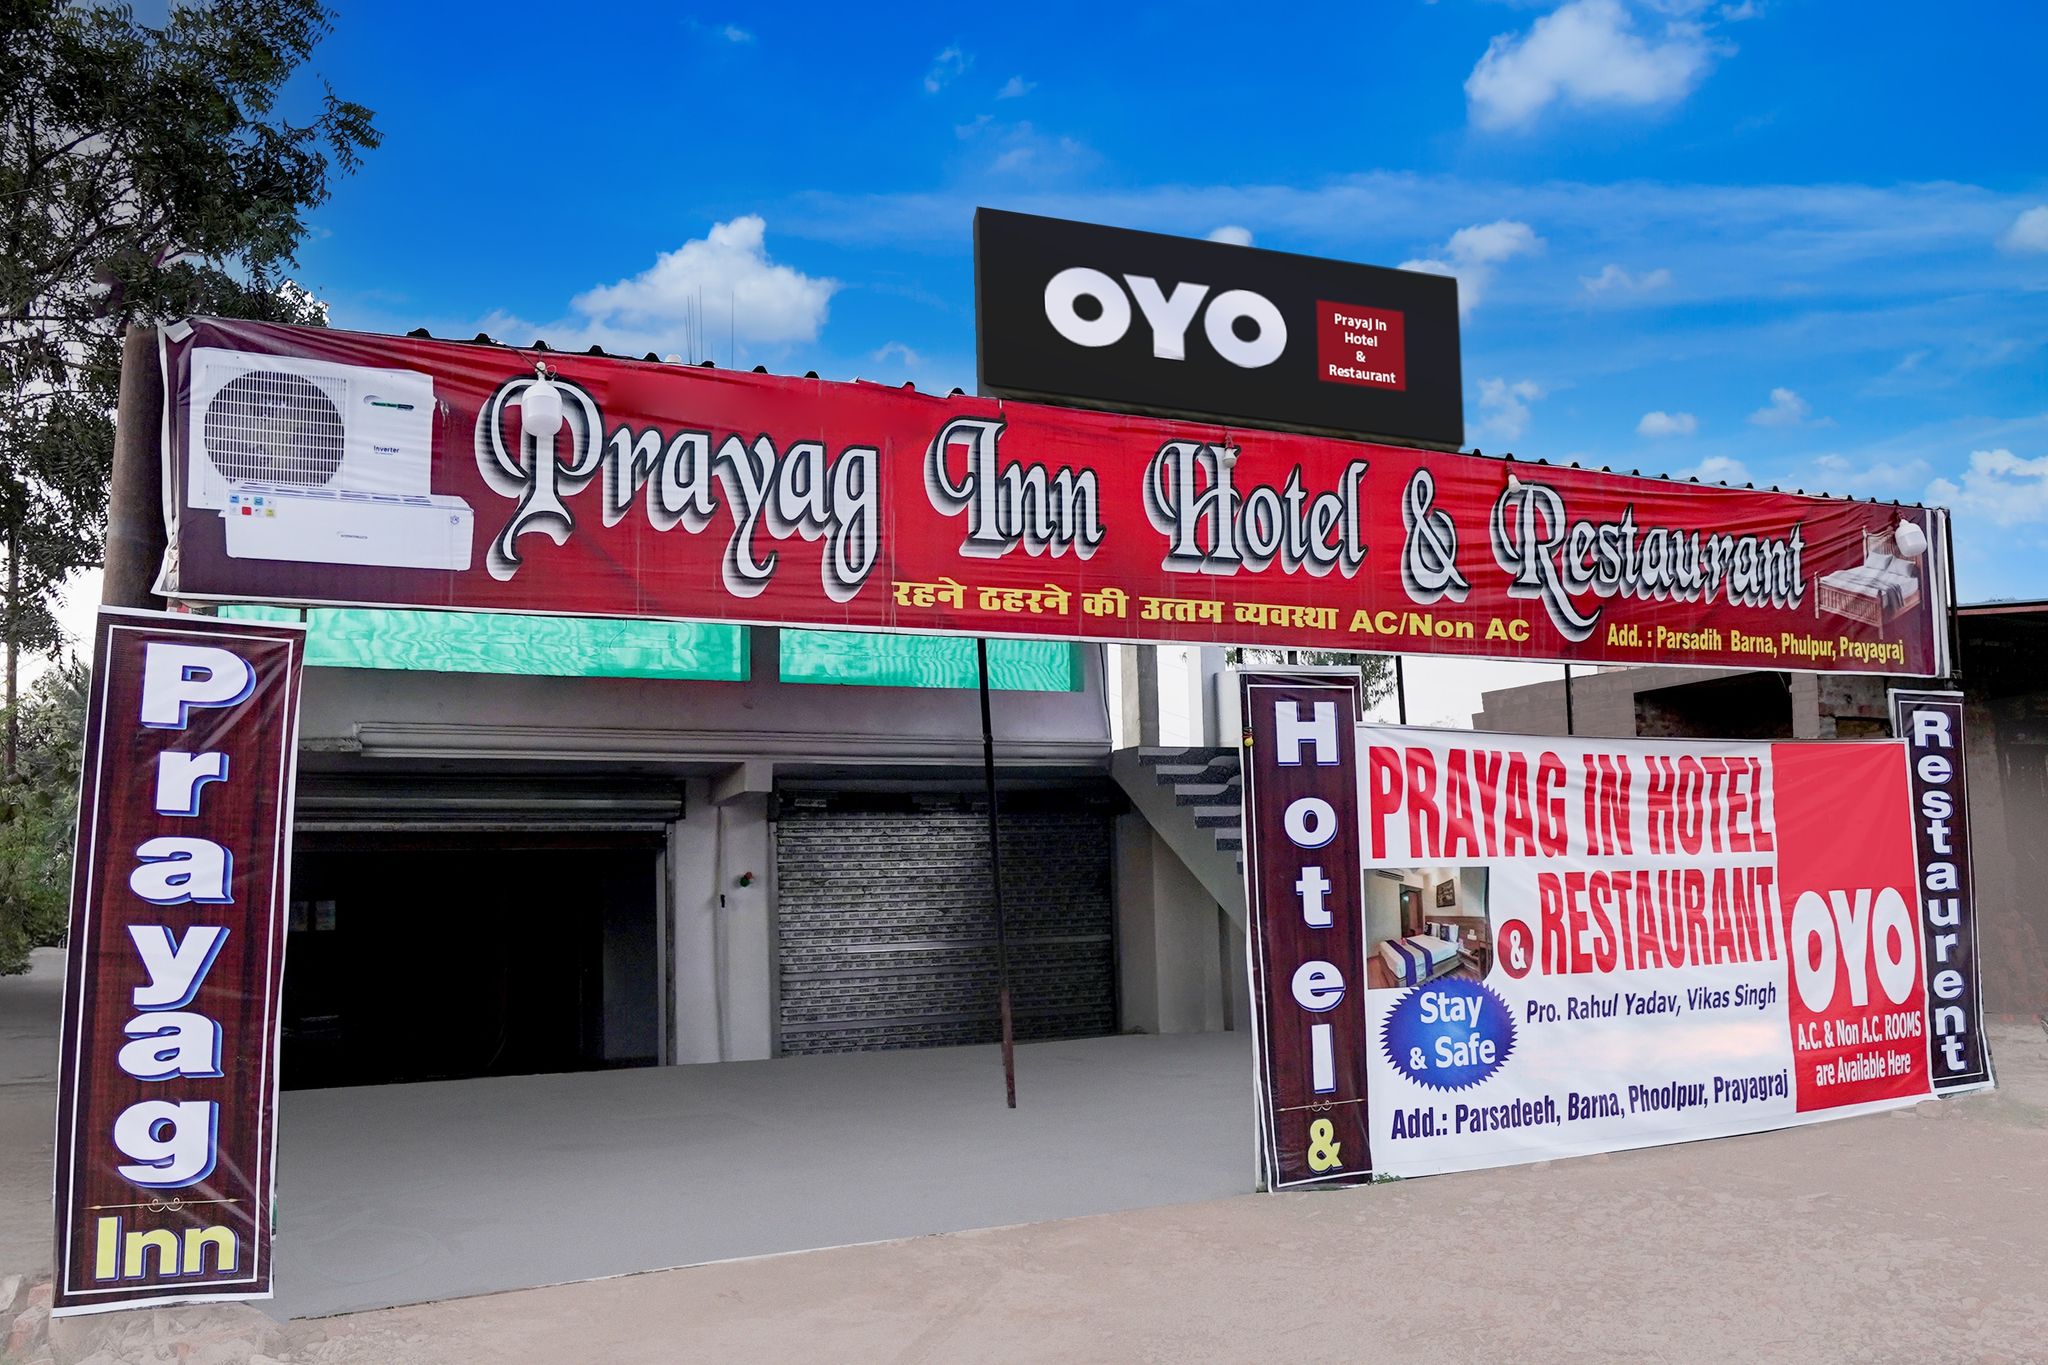 OYO
Prayaj In
Hotel
&
Restaurant
Inverter
Prayag Inn Hotel & Restaurant
रहने ठहरने की उत्तम व्यवस्था AC/Non AC
Add. : Parsadih Barna, Phulpur, Prayagraj
Prayag
Inn
Hotel
&
PRAYAG IN HOTEL
& RESTAURANT
Stay
& Safe
Pro. Rahul Yadav, Vikas Singh
Add.: Parsadeeh, Barna, Phoolpur, Prayagraj
OYO
A.C. & Non A.C. ROOMS
are Available Here
Restaurent